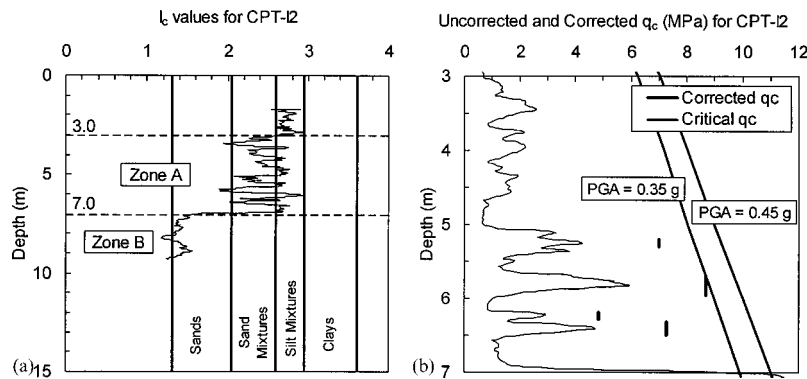 I_c values for CPT-I2
0 1 2 3 4
Depth (m)
0
3.0
5
Zone A
7.0
Zone B
10
15
Sands
Sand Mixtures
Silt Mixtures
Clays
(a)
Uncorrected and Corrected q_c (MPa) for CPT-I2
0 2 4 6 8 10 12
Depth (m)
3
Corrected qc
Critical qc
4
PGA = 0.35 g
PGA = 0.45 g
5
6
7
(b)